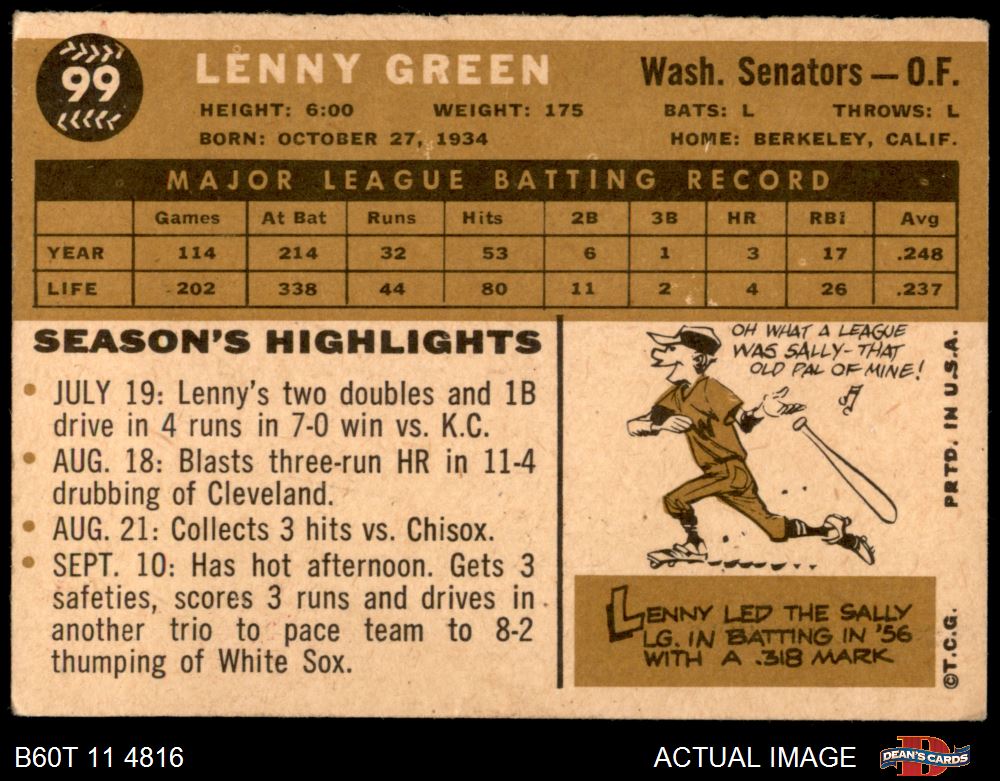 99
LENNY GREEN
Wash. Senators — O.F.
HEIGHT: 6:00 WEIGHT: 175 BATS: L THROWS: L
BORN: OCTOBER 27, 1934 HOME: BERKELEY, CALIF.
MAJOR LEAGUE BATTING RECORD
Games At Bat Runs Hits 2B 3B HR RBI Avg
YEAR 114 214 32 53 6 1 3 17 .248
LIFE 202 338 44 80 11 2 4 26 .237
SEASON'S HIGHLIGHTS
• JULY 19: Lenny's two doubles and 1B
drive in 4 runs in 7-0 win vs. K.C.
• AUG. 18: Blasts three-run HR in 11-4
drubbing of Cleveland.
• AUG. 21: Collects 3 hits vs. Chisox.
• SEPT. 10: Has hot afternoon. Gets 3
safeties, scores 3 runs and drives in
another trio to pace team to 8-2
thumping of White Sox.
OH WHAT A LEAGUE
WAS SALLY-THAT
OLD PAL OF MINE!
W
LENNY LED THE SALLY
LG. IN BATTING IN '56
WITH A .318 MARK
PRTD. IN U.S.A.
©T.C.G.
B60T 11 4816
ACTUAL IMAGE
D
DEAN'S CARDS